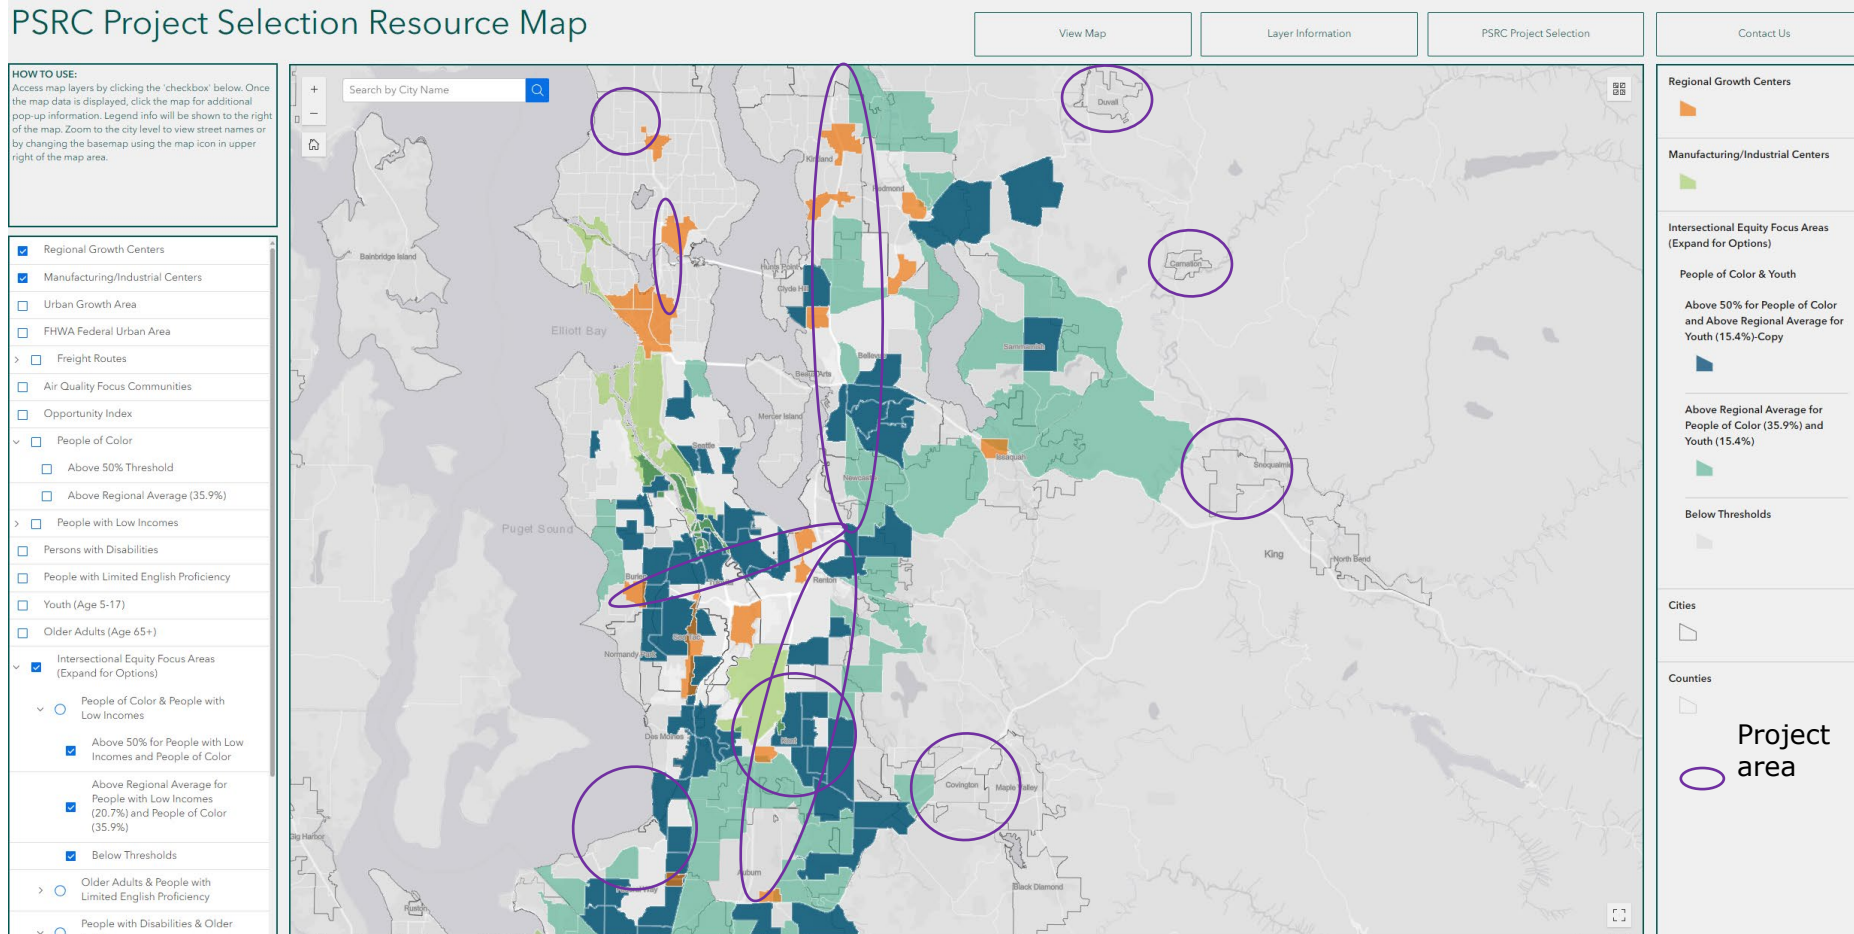 PSRC Project Selection Resource Map
View Map
Layer Information
PSRC Project Selection
Contact Us
HOW TO USE:
Access map layers by clicking the 'checkbox' below. Once
the map data is displayed, click the map for additional
pop-up information. Legend info will be shown to the right
of the map. Zoom to the city level to view street names or
by changing the basemap using the map icon in upper
right of the map area.
Regional Growth Centers
Manufacturing/Industrial Centers
Urban Growth Area
FHWA Federal Urban Area
Freight Routes
Air Quality Focus Communities
Opportunity Index
People of Color
Above 50% Threshold
Above Regional Average (35.9%)
People with Low Incomes
Persons with Disabilities
People with Limited English Proficiency
Youth (Age 5-17)
Older Adults (Age 65+)
Intersectional Equity Focus Areas
(Expand for Options)
People of Color & People with
Low Incomes
Above 50% for People with Low
Incomes and People of Color
Above Regional Average for
People with Low Incomes
(20.7%) and People of Color
(35.9%)
Below Thresholds
Older Adults & People with
Limited English Proficiency
People with Disabilities & Older
+
Search by City Name
−
Duvall
Kirkland
Redmond
Bainbridge Island
Hunts Point
Carnation
Clyde Hill
Elliott Bay
Sammamish
Bellevue
Beaux Arts
Mercer Island
Seattle
Issaquah
Snoqualmie
Newcastle
Puget Sound
King
North Bend
Burien
Renton
SeaTac
Normandy Park
Des Moines
Kent
Covington
Maple Valley
Gig Harbor
Auburn
Black Diamond
Ruston
Regional Growth Centers
Manufacturing/Industrial Centers
Intersectional Equity Focus Areas
(Expand for Options)
People of Color & Youth
Above 50% for People of Color
and Above Regional Average for
Youth (15.4%)-Copy
Above Regional Average for
People of Color (35.9%) and
Youth (15.4%)
Below Thresholds
Cities
Counties
Project
area